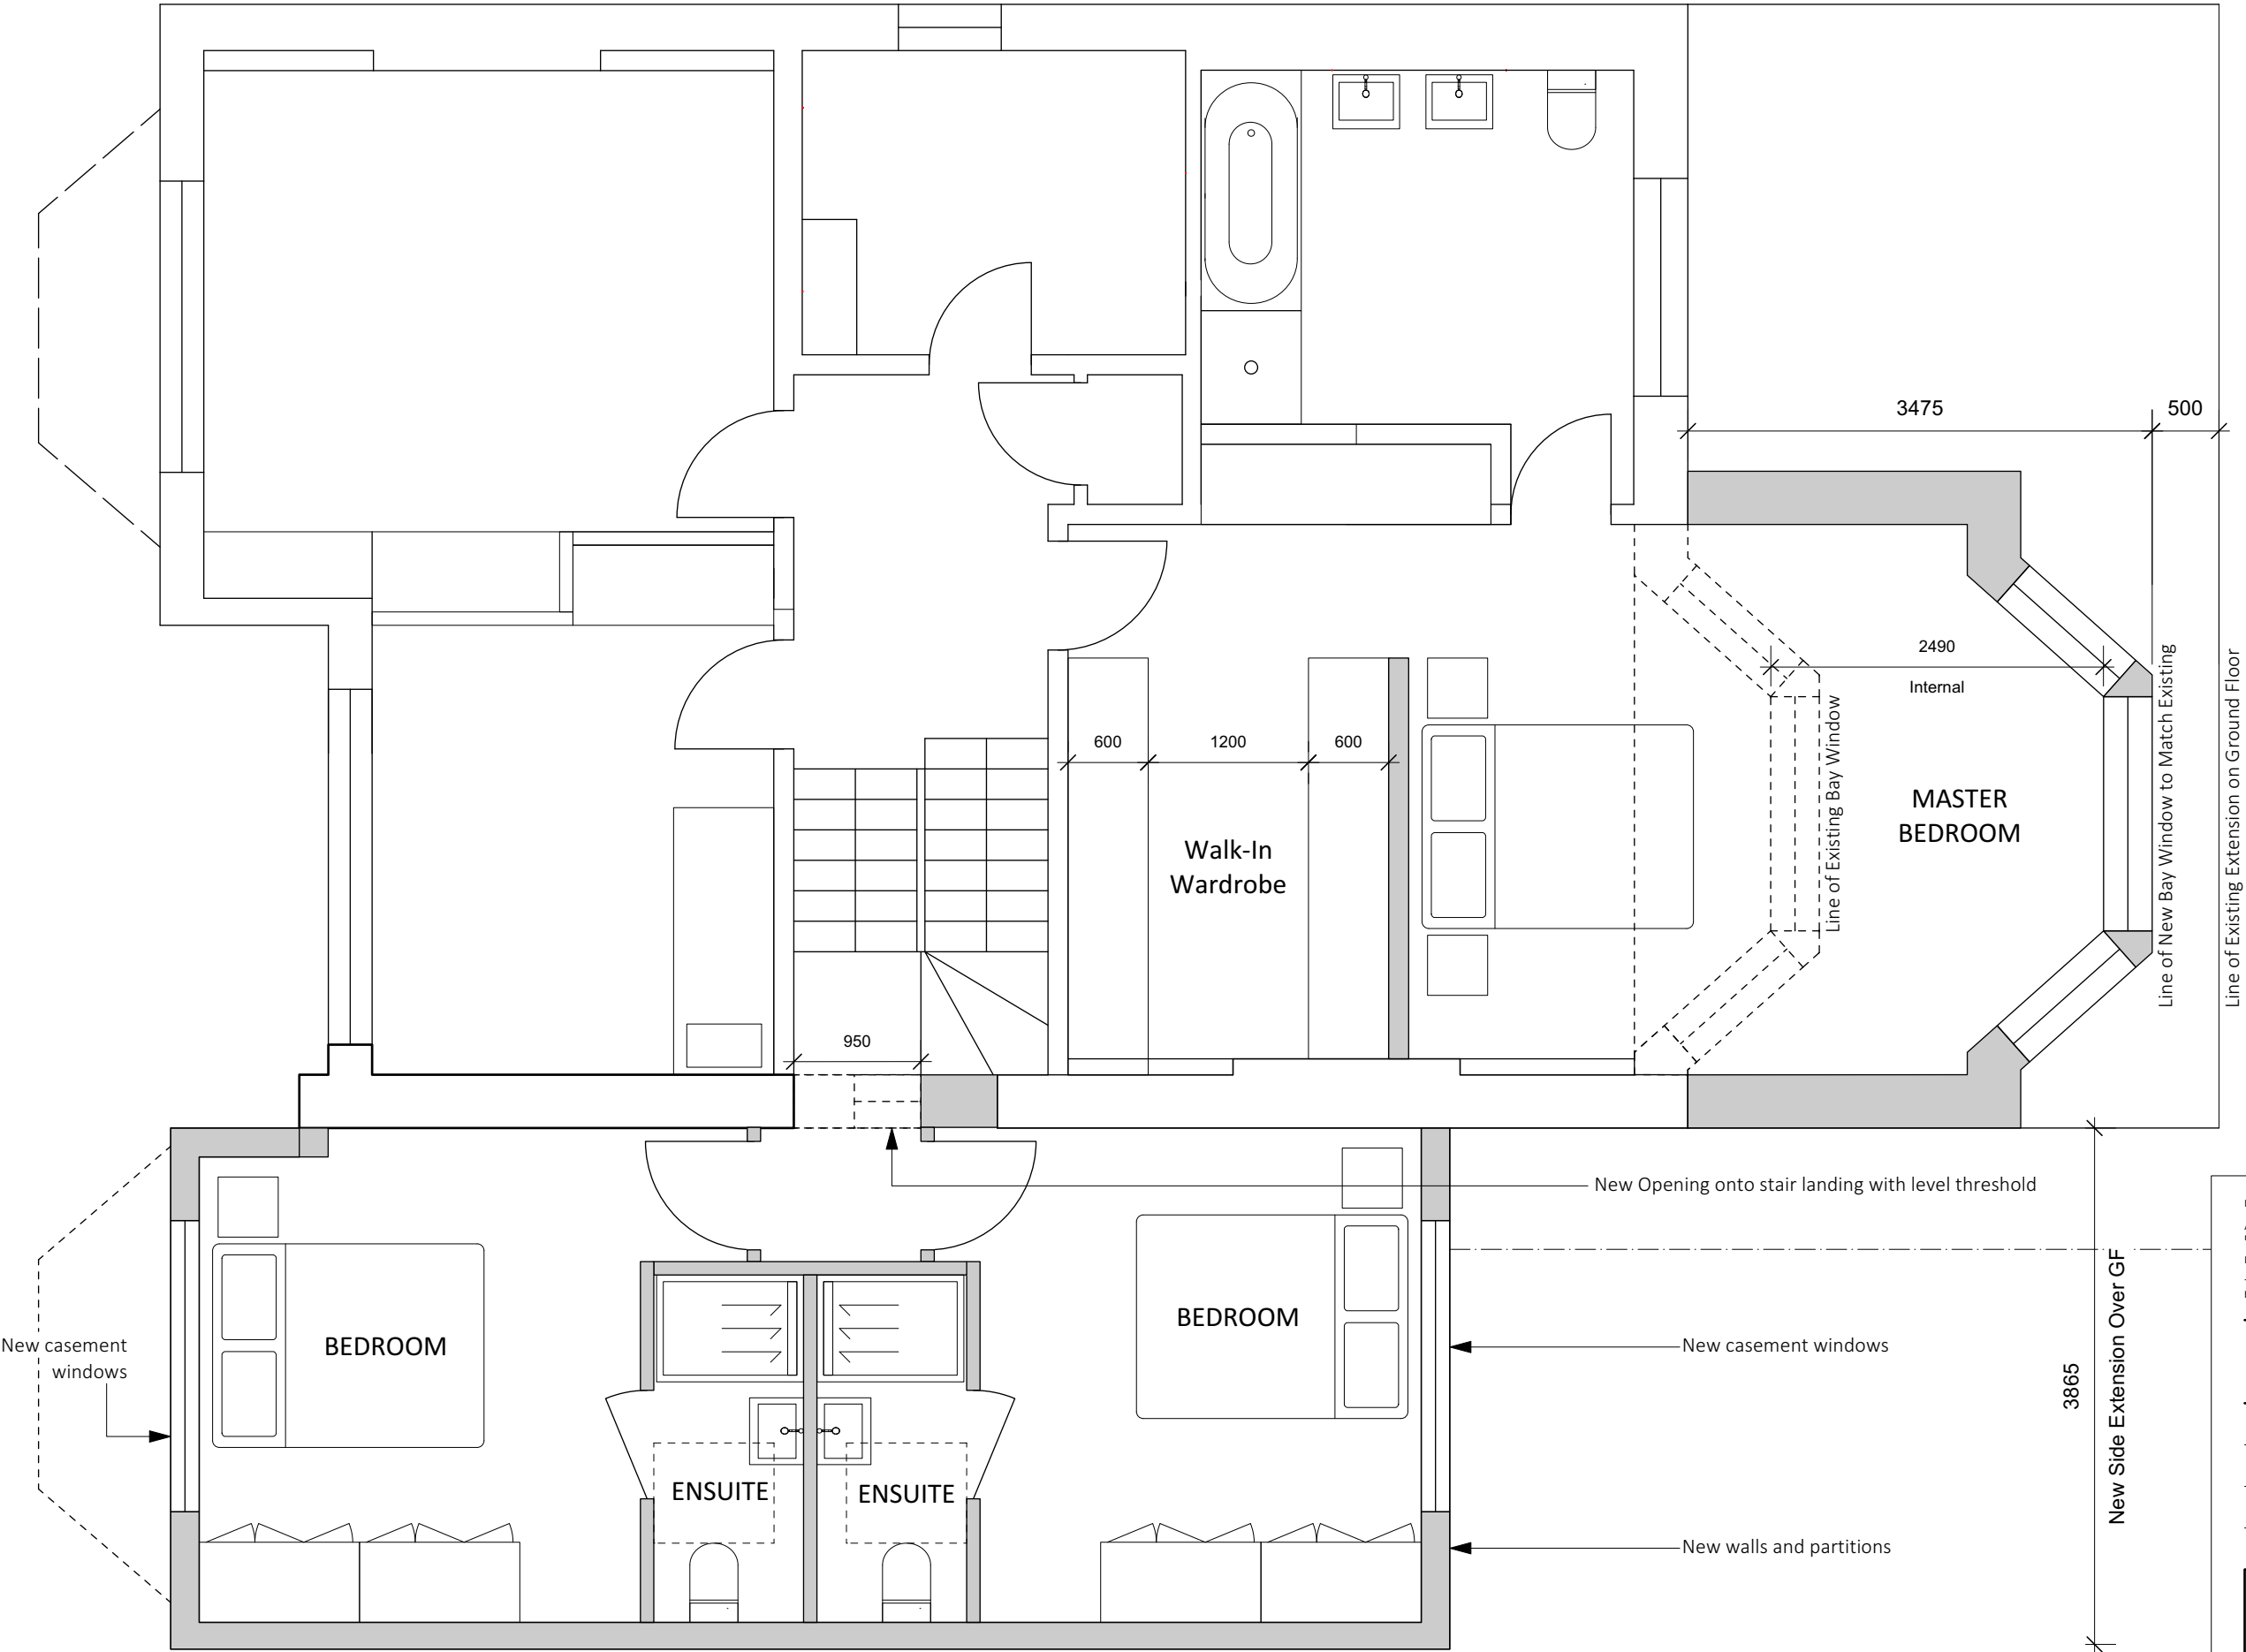 3475
500
2490
Internal
Line of Existing Bay Window
Line of New Bay Window to Match Existing
Line of Existing Extension on Ground Floor
600
1200
600
MASTER
BEDROOM
Walk-In
Wardrobe
950
New Opening onto stair landing with level threshold
New Side Extension Over GF
3865
BEDROOM
BEDROOM
New casement
windows
New casement windows
ENSUITE
ENSUITE
New walls and partitions